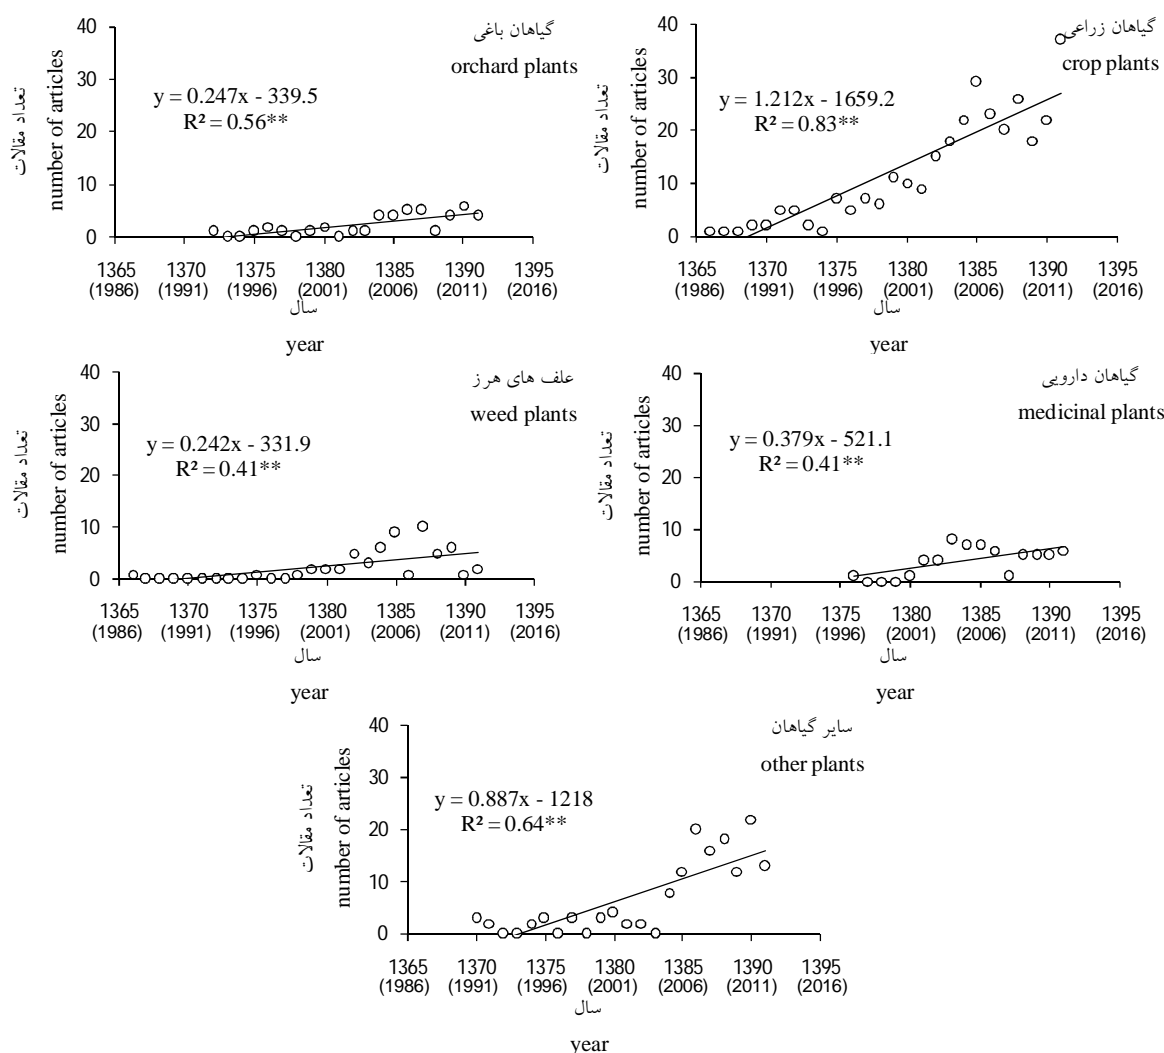 گیاهان باغی
orchard plants
y = 0.247x - 339.5
R² = 0.56**
تعداد مقالات
number of articles
40
30
20
10
0
1365 1370 1375 1380 1385 1390 1395
(1986) (1991) (1996) (2001) (2006) (2011) (2016)
سال
year
گیاهان زراعی
crop plants
y = 1.212x - 1659.2
R² = 0.83**
تعداد مقالات
number of articles
40
30
20
10
0
1365 1370 1375 1380 1385 1390 1395
(1986) (1991) (1996) (2001) (2006) (2011) (2016)
سال
year
علف های هرز
weed plants
y = 0.242x - 331.9
R² = 0.41**
تعداد مقالات
number of articles
40
30
20
10
0
1365 1370 1375 1380 1385 1390 1395
(1986) (1991) (1996) (2001) (2006) (2011) (2016)
سال
year
گیاهان دارویی
medicinal plants
y = 0.379x - 521.1
R² = 0.41**
تعداد مقالات
number of articles
40
30
20
10
0
1365 1370 1375 1380 1385 1390 1395
(1986) (1991) (1996) (2001) (2006) (2011) (2016)
سال
year
سایر گیاهان
other plants
y = 0.887x - 1218
R² = 0.64**
تعداد مقالات
number of articles
40
30
20
10
0
1365 1370 1375 1380 1385 1390 1395
(1986) (1991) (1996) (2001) (2006) (2011) (2016)
سال
year